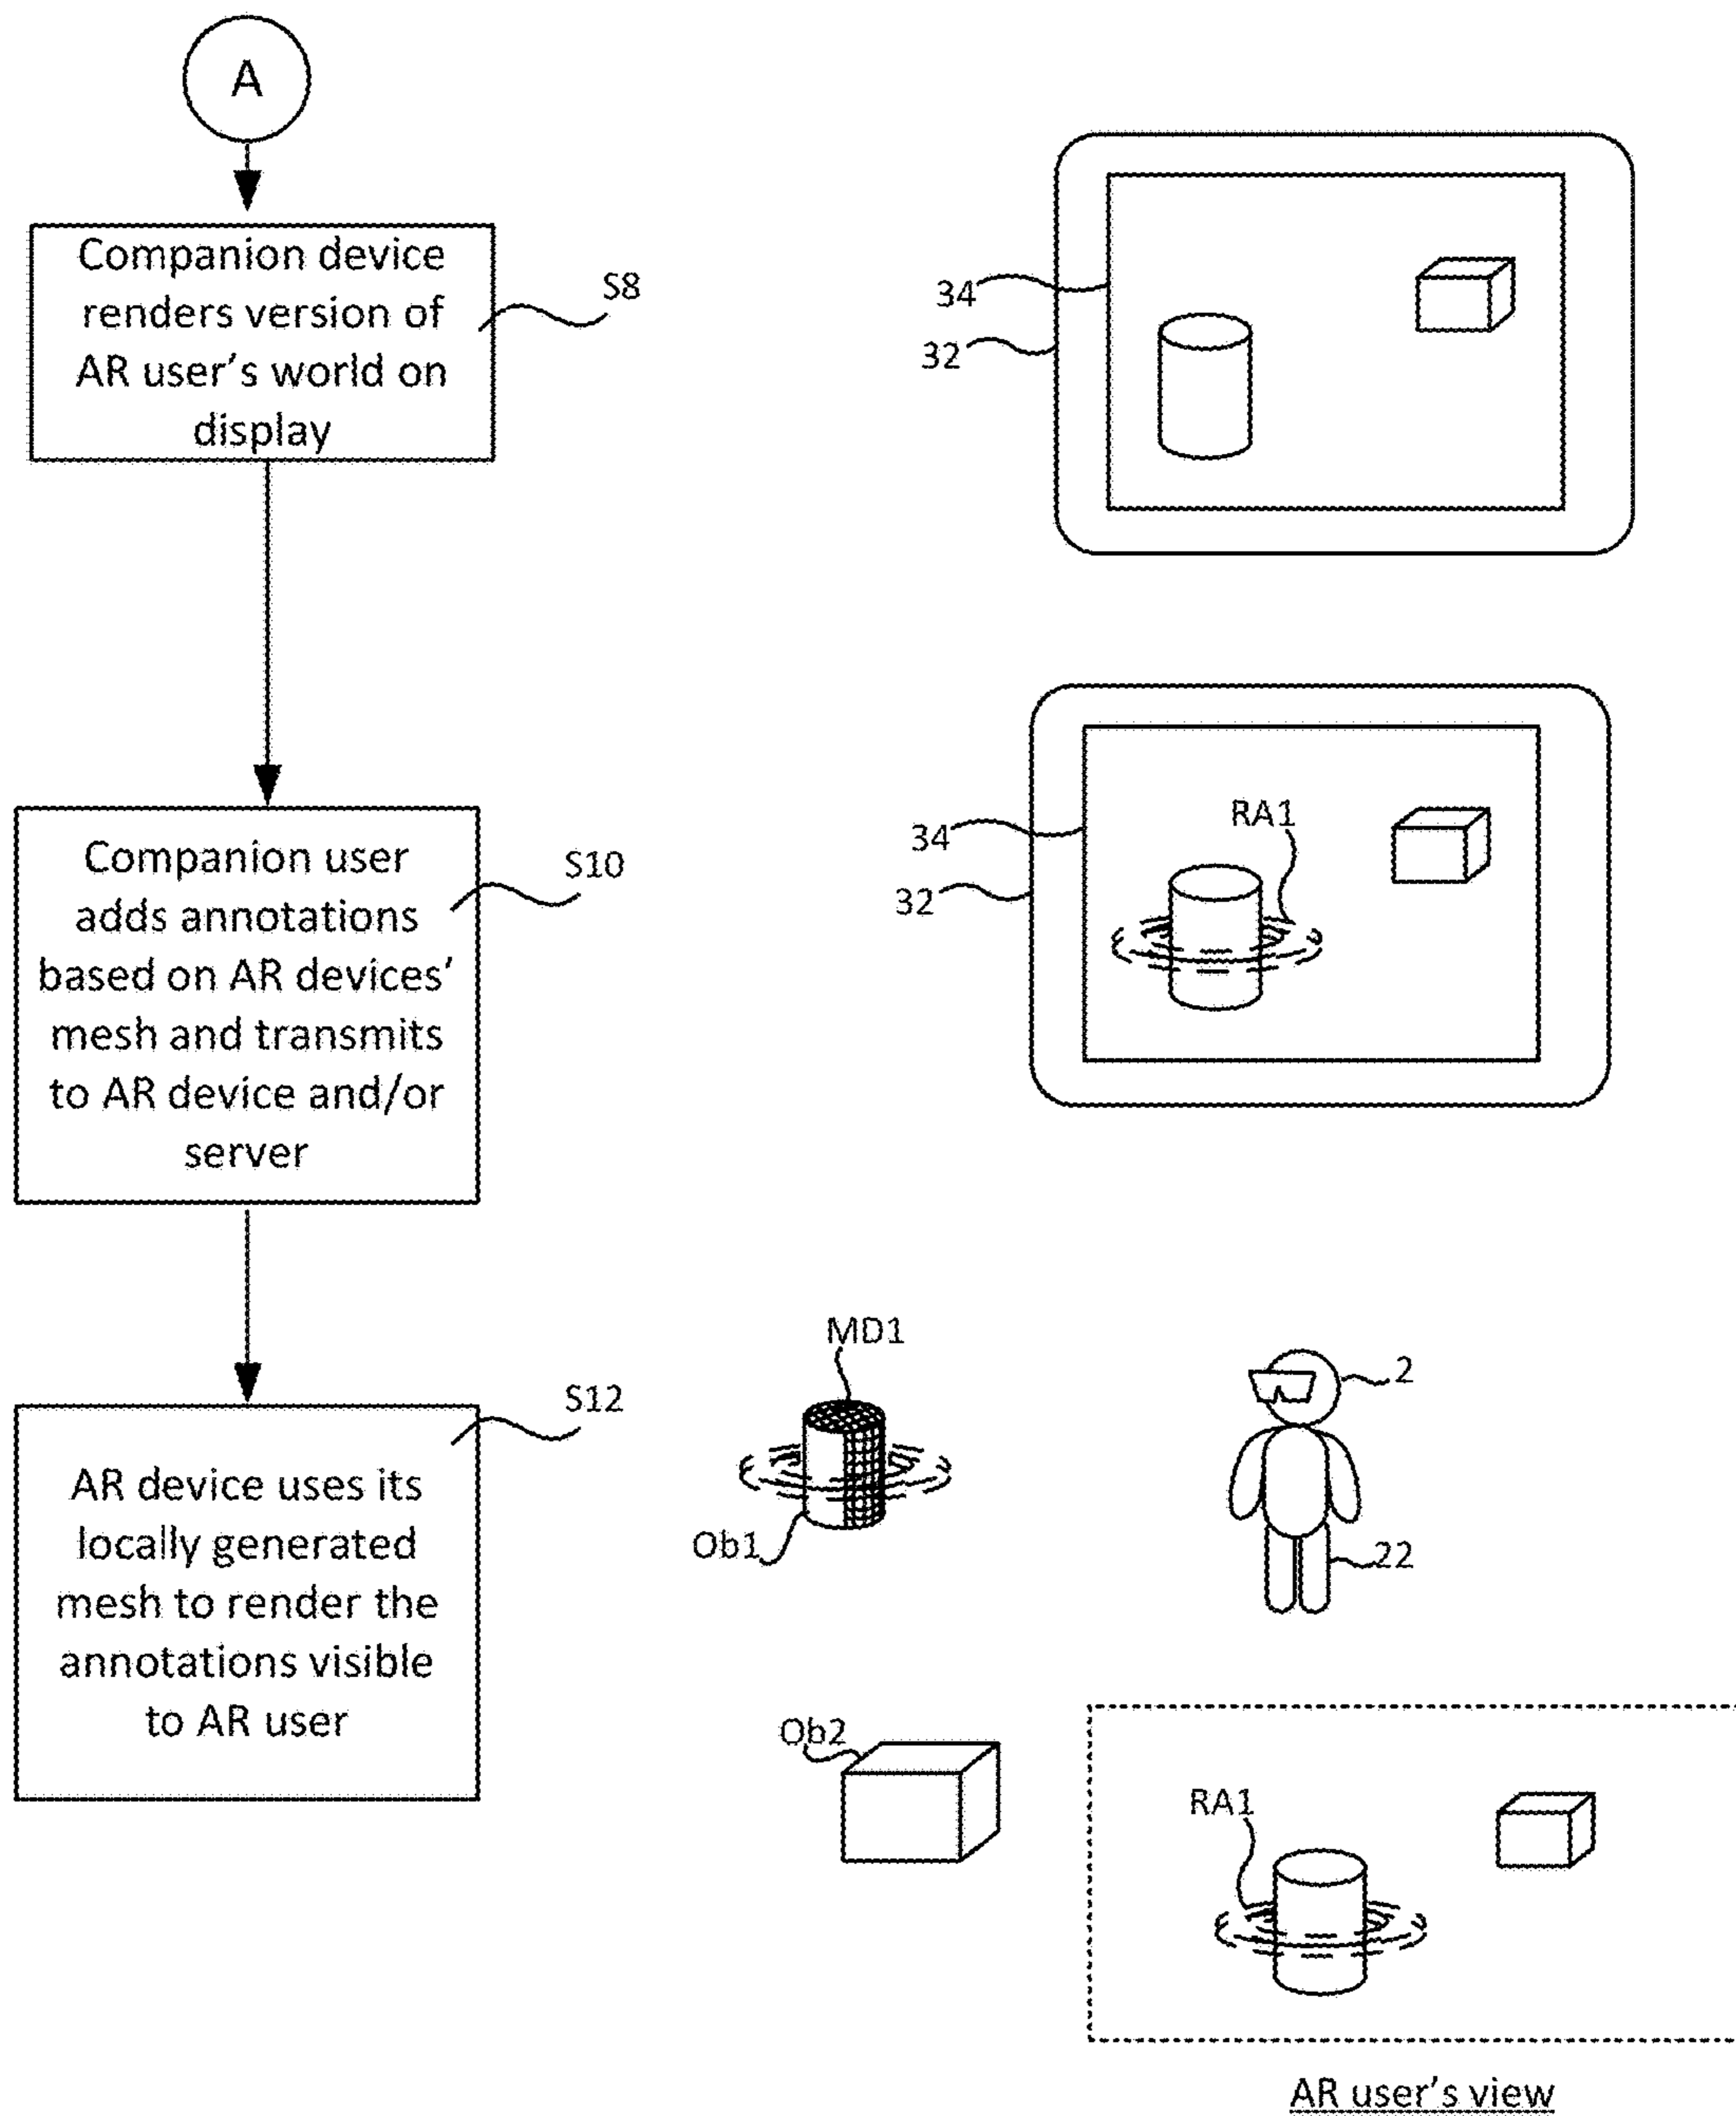 A
Companion device
renders version of
AR user's world on
display
S8
34
32
Companion user
adds annotations
based on AR devices'
mesh and transmits
to AR device and/or
server
S10
34
32
RA1
AR device uses its
locally generated
mesh to render the
annotations visible
to AR user
S12
MD1
Ob1
2
22
Ob2
RA1
AR user's view